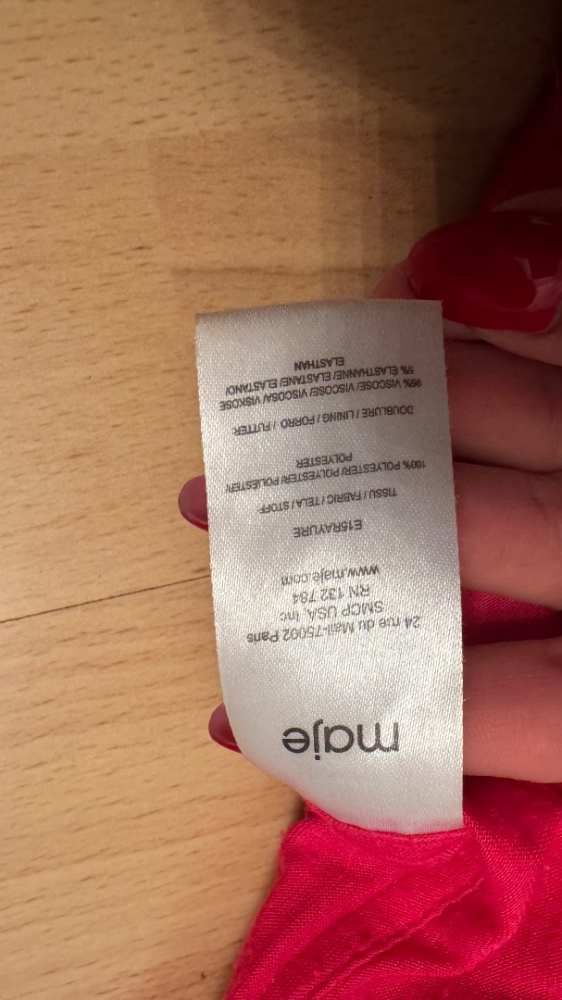 maje
24 rue du Mail-75002 Paris
SMCP USA, Inc
RN 132 784
www.maje.com
E15RAYURE
TISSU / FABRIC / TELA / STOFF
100% POLYESTER/ POLYESTER/ POLIESTER/
POLYESTER
DOUBLURE / LINING / FORRO / FUTTER
95% VISCOSE/ VISCOSE/ VISCOSA/ VISKOSE
5% ÉLASTHANNE/ ELASTANE/ ELASTANO/
ELASTHAN